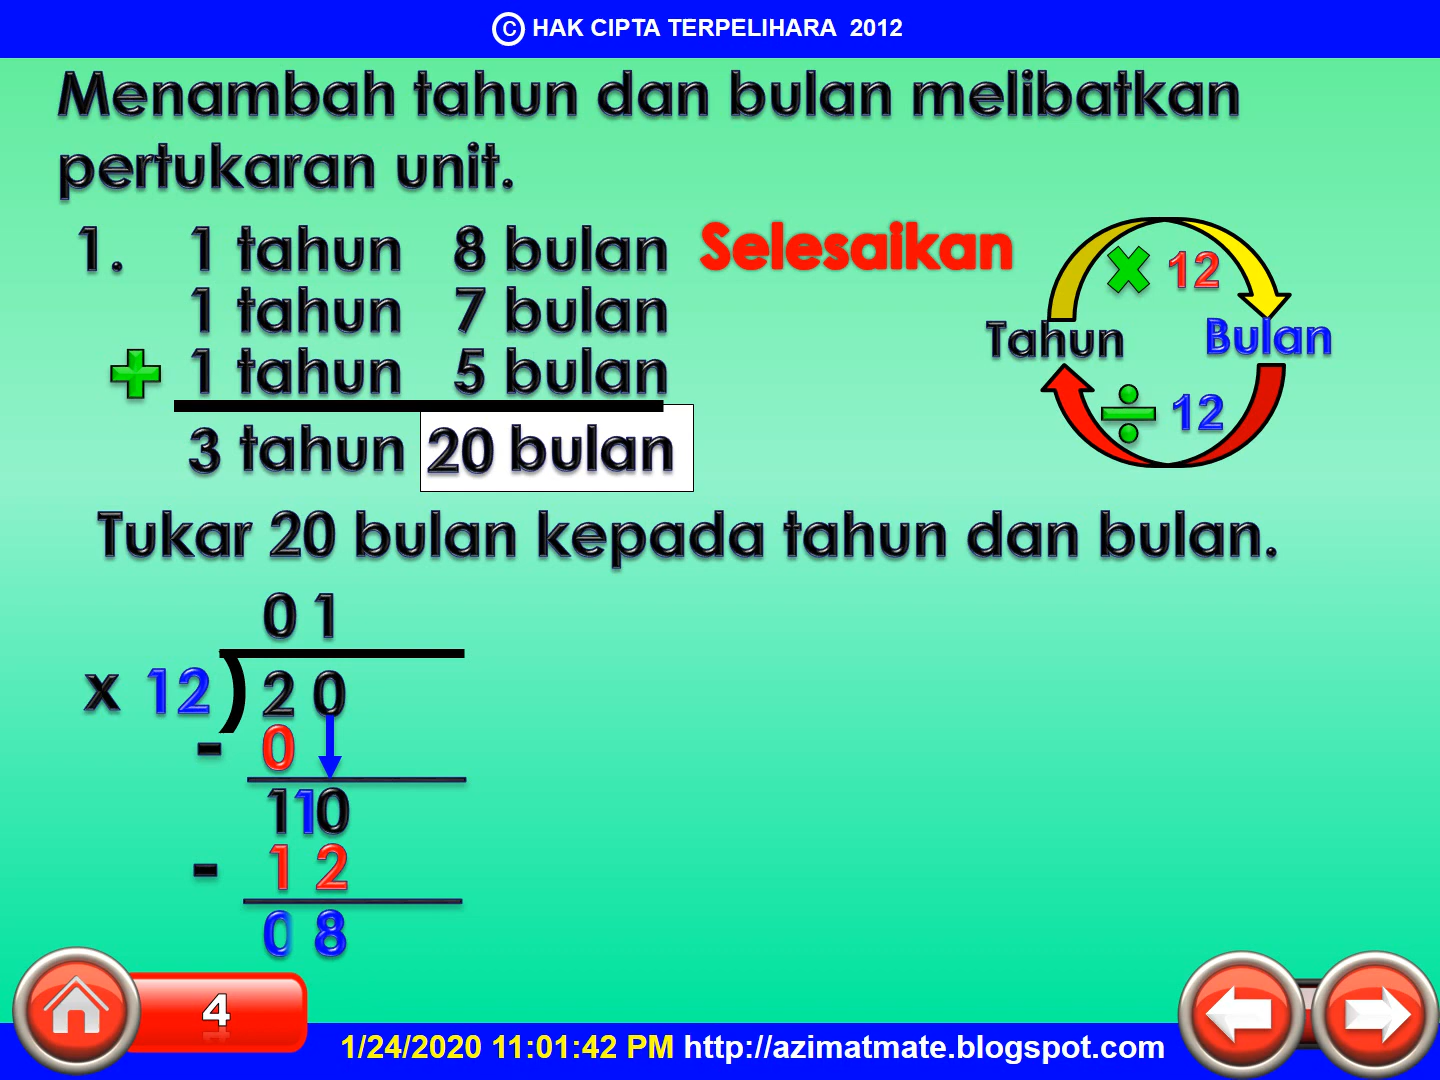 © HAK CIPTA TERPELIHARA 2012
Menambah tahun dan bulan melibatkan
pertukaran unit.
1. 1 tahun 8 bulan Selesaikan
1 tahun 7 bulan
+ 1 tahun 5 bulan
3 tahun 20 bulan
× 12
Tahun Bulan
÷ 12
Tukar 20 bulan kepada tahun dan bulan.
0 1
x 12 ) 2 0
- 0
1 1 0
- 1 2
0 8
4
1/24/2020 11:01:42 PM http://azimatmate.blogspot.com